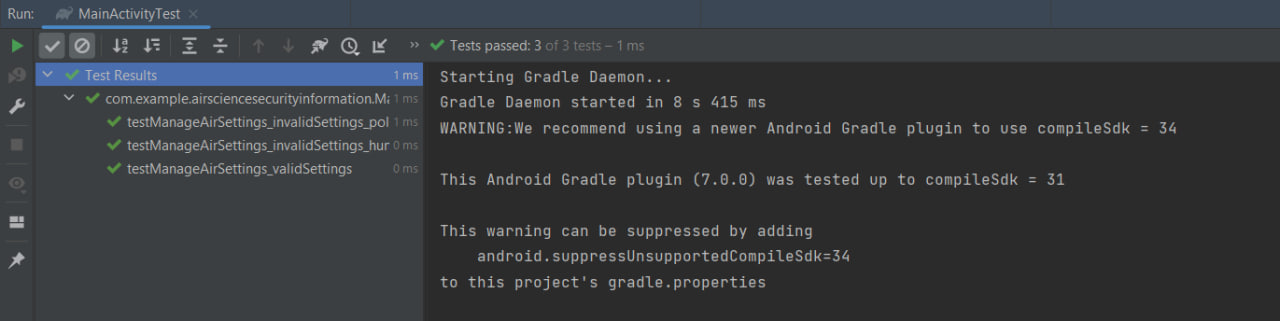 Run: MainActivityTest
Tests passed: 3 of 3 tests – 1 ms
Test Results 1 ms
com.example.airsciencesecurityinformation.Ma 1 ms
testManageAirSettings_invalidSettings_pol 1 ms
testManageAirSettings_invalidSettings_hur 0 ms
testManageAirSettings_validSettings 0 ms
Starting Gradle Daemon...
Gradle Daemon started in 8 s 415 ms
WARNING:We recommend using a newer Android Gradle plugin to use compileSdk = 34
This Android Gradle plugin (7.0.0) was tested up to compileSdk = 31
This warning can be suppressed by adding
android.suppressUnsupportedCompileSdk=34
to this project's gradle.properties